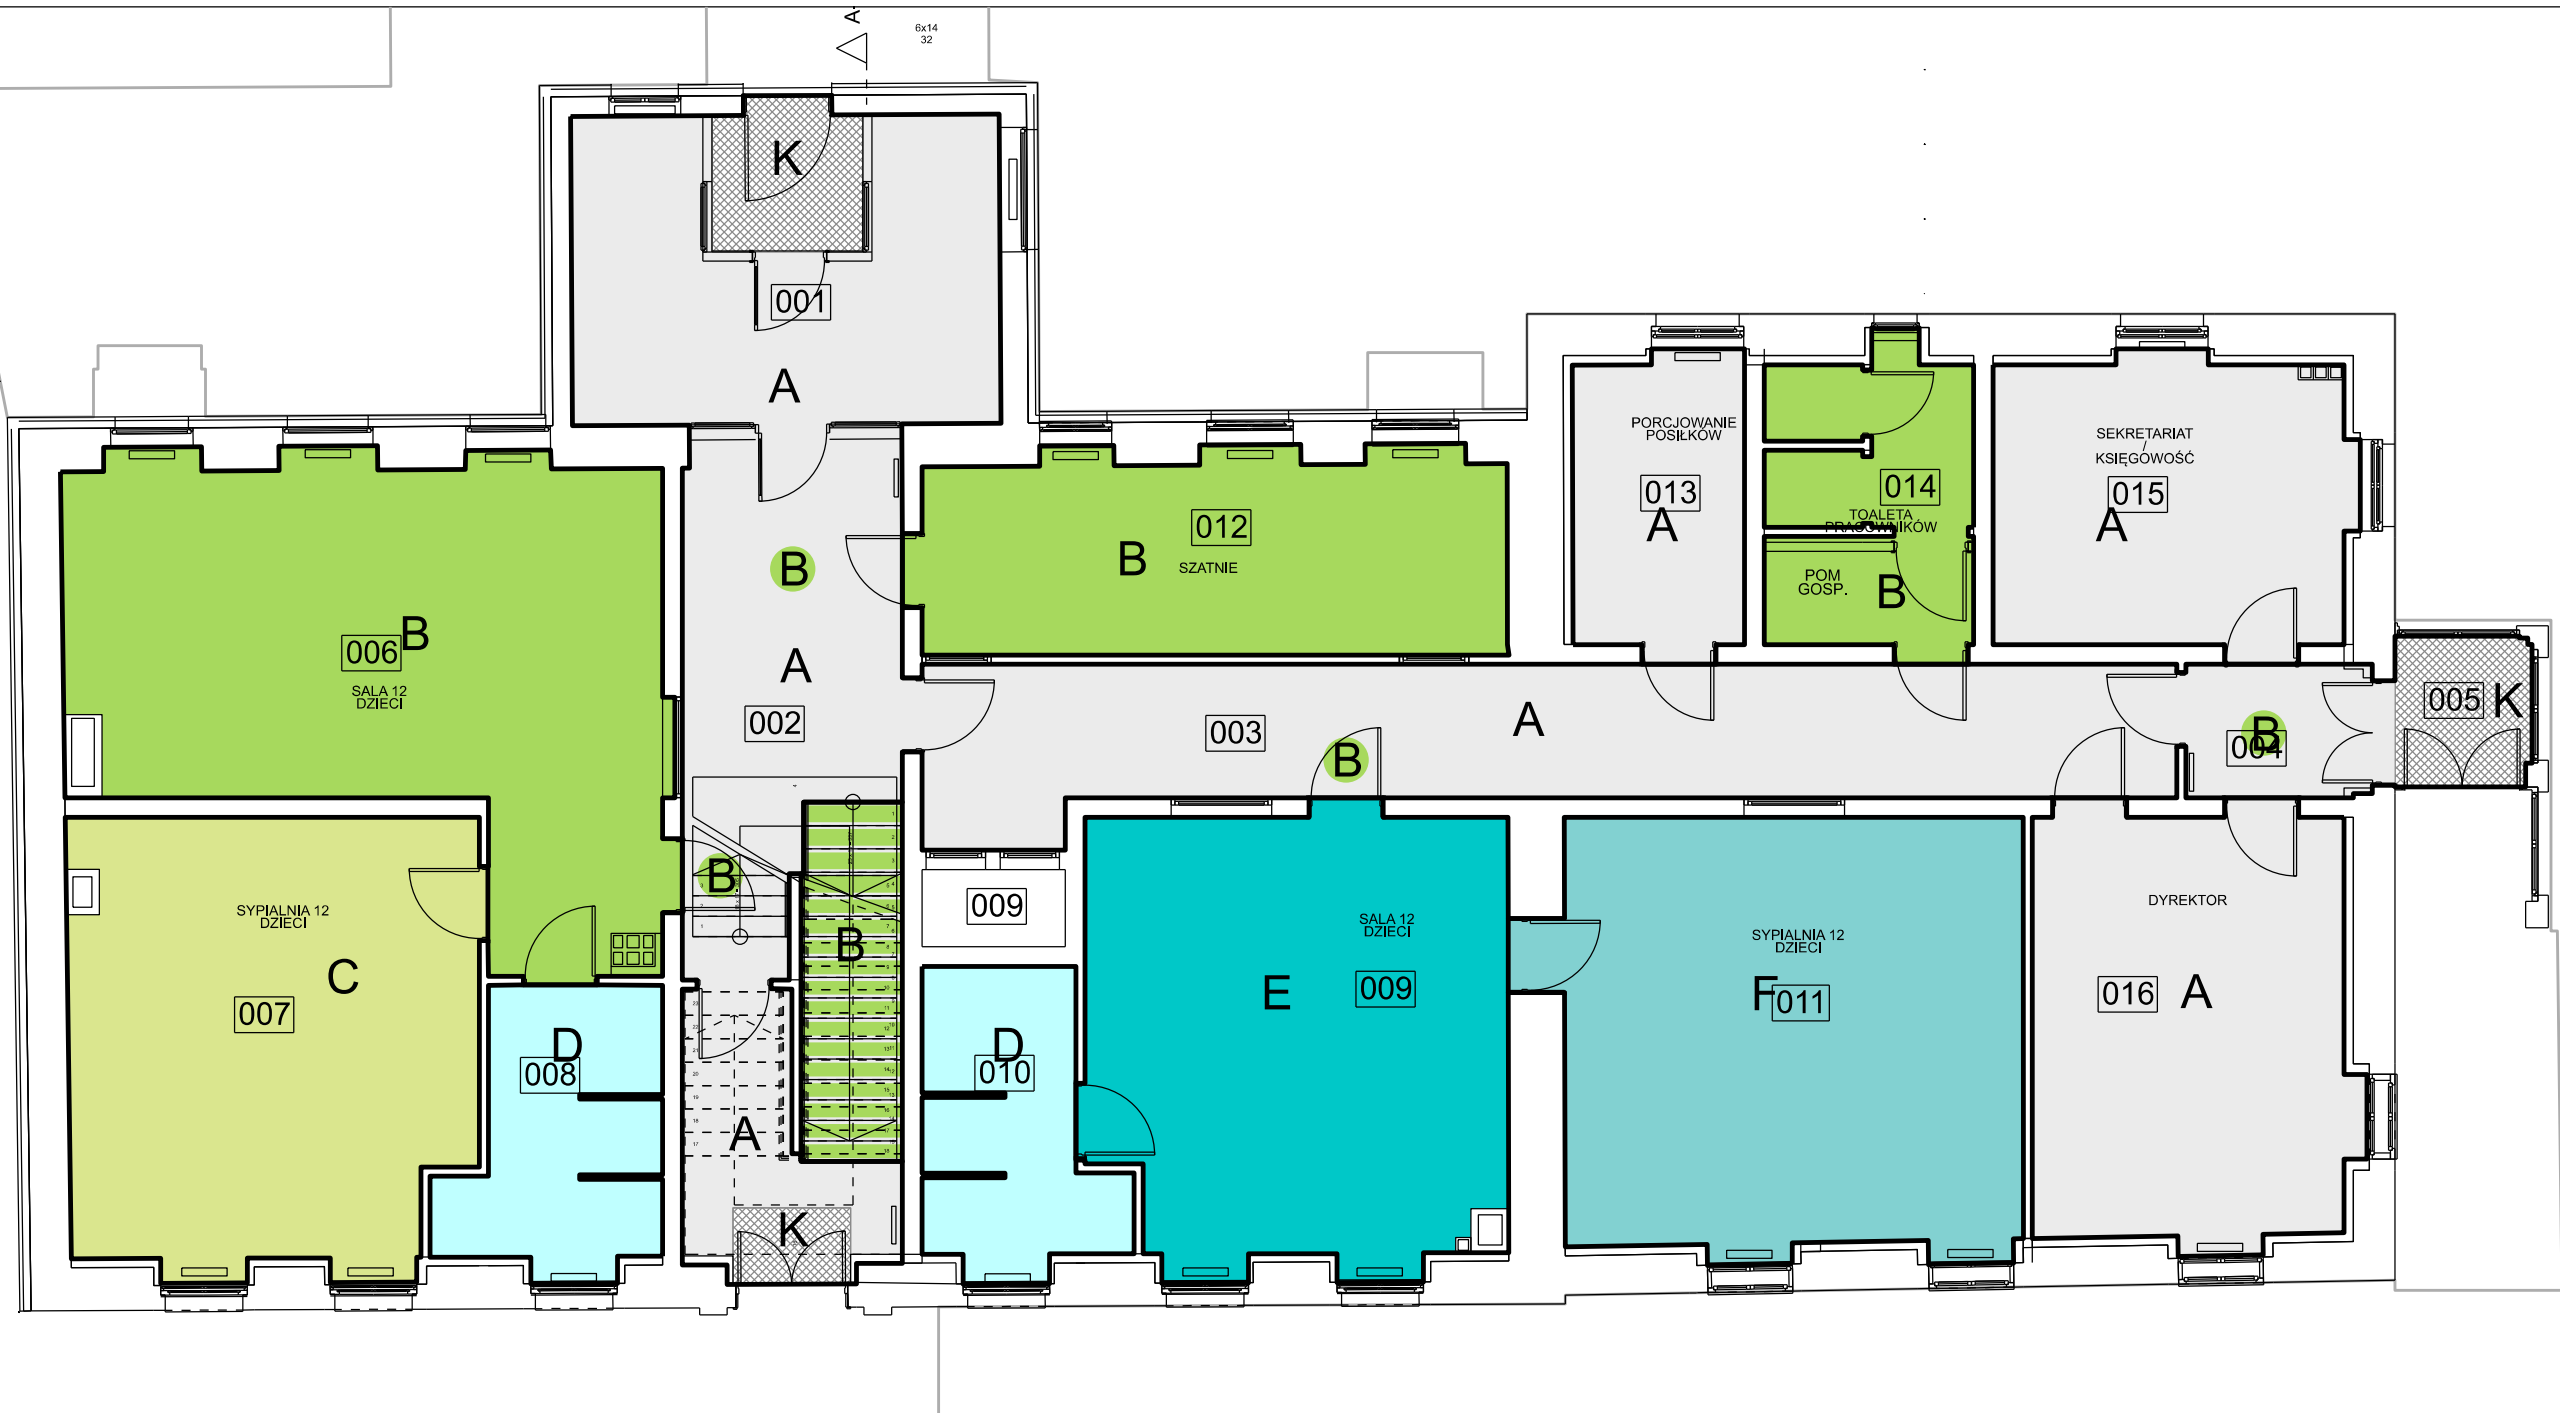 A
6x14
32
K
001
A
B
012
B
SZATNIE
PORCJOWANIE
POSIŁKÓW
013
A
014
TOALETA
PRACOWNIKÓW
POM
GOSP.
B
SEKRETARIAT
/
KSIĘGOWOŚĆ
015
A
B
006
SALA 12
DZIECI
A
002
003
A
B
B
004
005
K
SYPIALNIA 12
DZIECI
C
007
B
B
009
SALA 12
DZIECI
E
009
SYPIALNIA 12
DZIECI
F
011
DYREKTOR
016
A
D
008
D
010
A
K